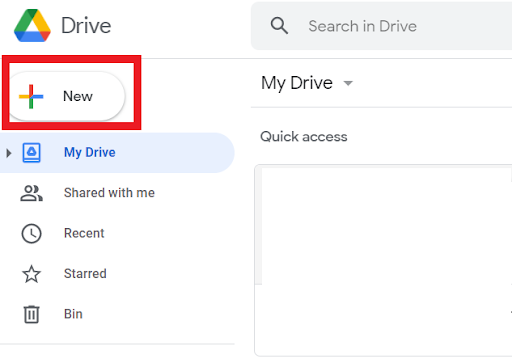 Drive
Search in Drive
New
My Drive
My Drive
Quick access
Shared with me
Recent
Starred
Bin